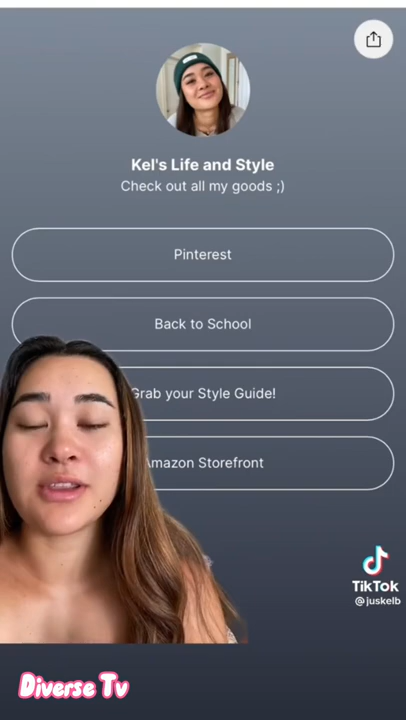 Kel's Life and Style
Check out all my goods ;)
Pinterest
Back to School
Grab your Style Guide!
Amazon Storefront
TikTok
@juskelb
Diverse Tv